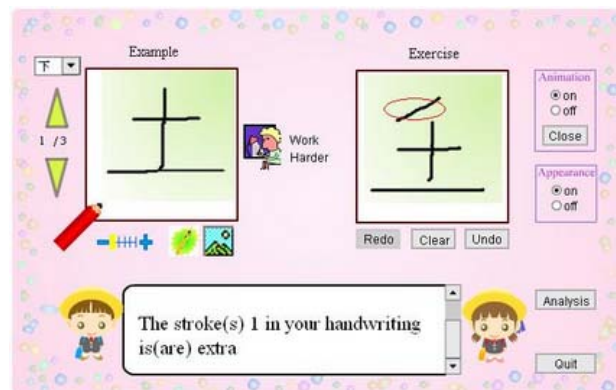 Example
Exercise
下
土
1 /3
Work
Harder
Animation
on
off
Close
Appearance
on
off
Redo
Clear
Undo
The stroke(s) 1 in your handwriting
is(are) extra
Analysis
Quit